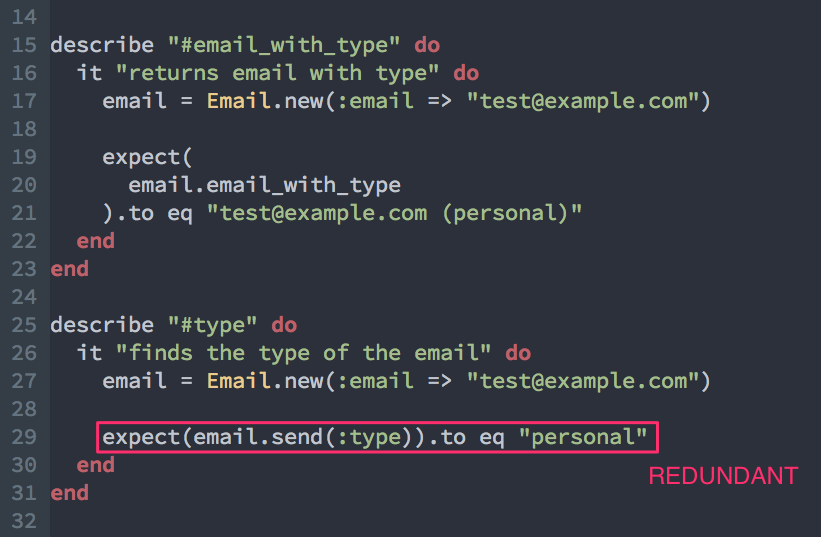 14
15 describe "#email_with_type" do
16   it "returns email with type" do
17     email = Email.new(:email => "test@example.com")
18
19     expect(
20       email.email_with_type
21     ).to eq "test@example.com (personal)"
22   end
23 end
24
25 describe "#type" do
26   it "finds the type of the email" do
27     email = Email.new(:email => "test@example.com")
28
29     expect(email.send(:type)).to eq "personal"
30   end
REDUNDANT
31 end
32